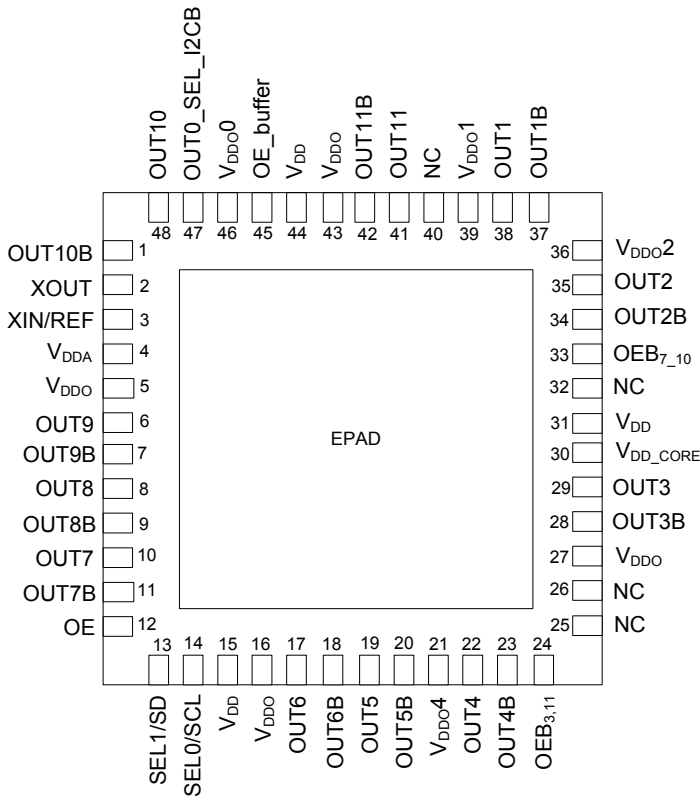 OUT10
OUT0_SEL_I2CB
VDDO0
OE_buffer
VDD
VDDO
OUT11B
OUT11
NC
VDDO1
OUT1
OUT1B
48
47
46
45
44
43
42
41
40
39
38
37
OUT10B 1
XOUT 2
XIN/REF 3
VDDA 4
VDDO 5
OUT9 6
OUT9B 7
OUT8 8
OUT8B 9
OUT7 10
OUT7B 11
OE 12
EPAD
36 VDDO2
35 OUT2
34 OUT2B
33 OEB7_10
32 NC
31 VDD
30 VDD_CORE
29 OUT3
28 OUT3B
27 VDDO
26 NC
25 NC
13
14
15
16
17
18
19
20
21
22
23
24
SEL1/SD
SEL0/SCL
VDD
VDDO
OUT6
OUT6B
OUT5
OUT5B
VDDO4
OUT4
OUT4B
OEB3,11